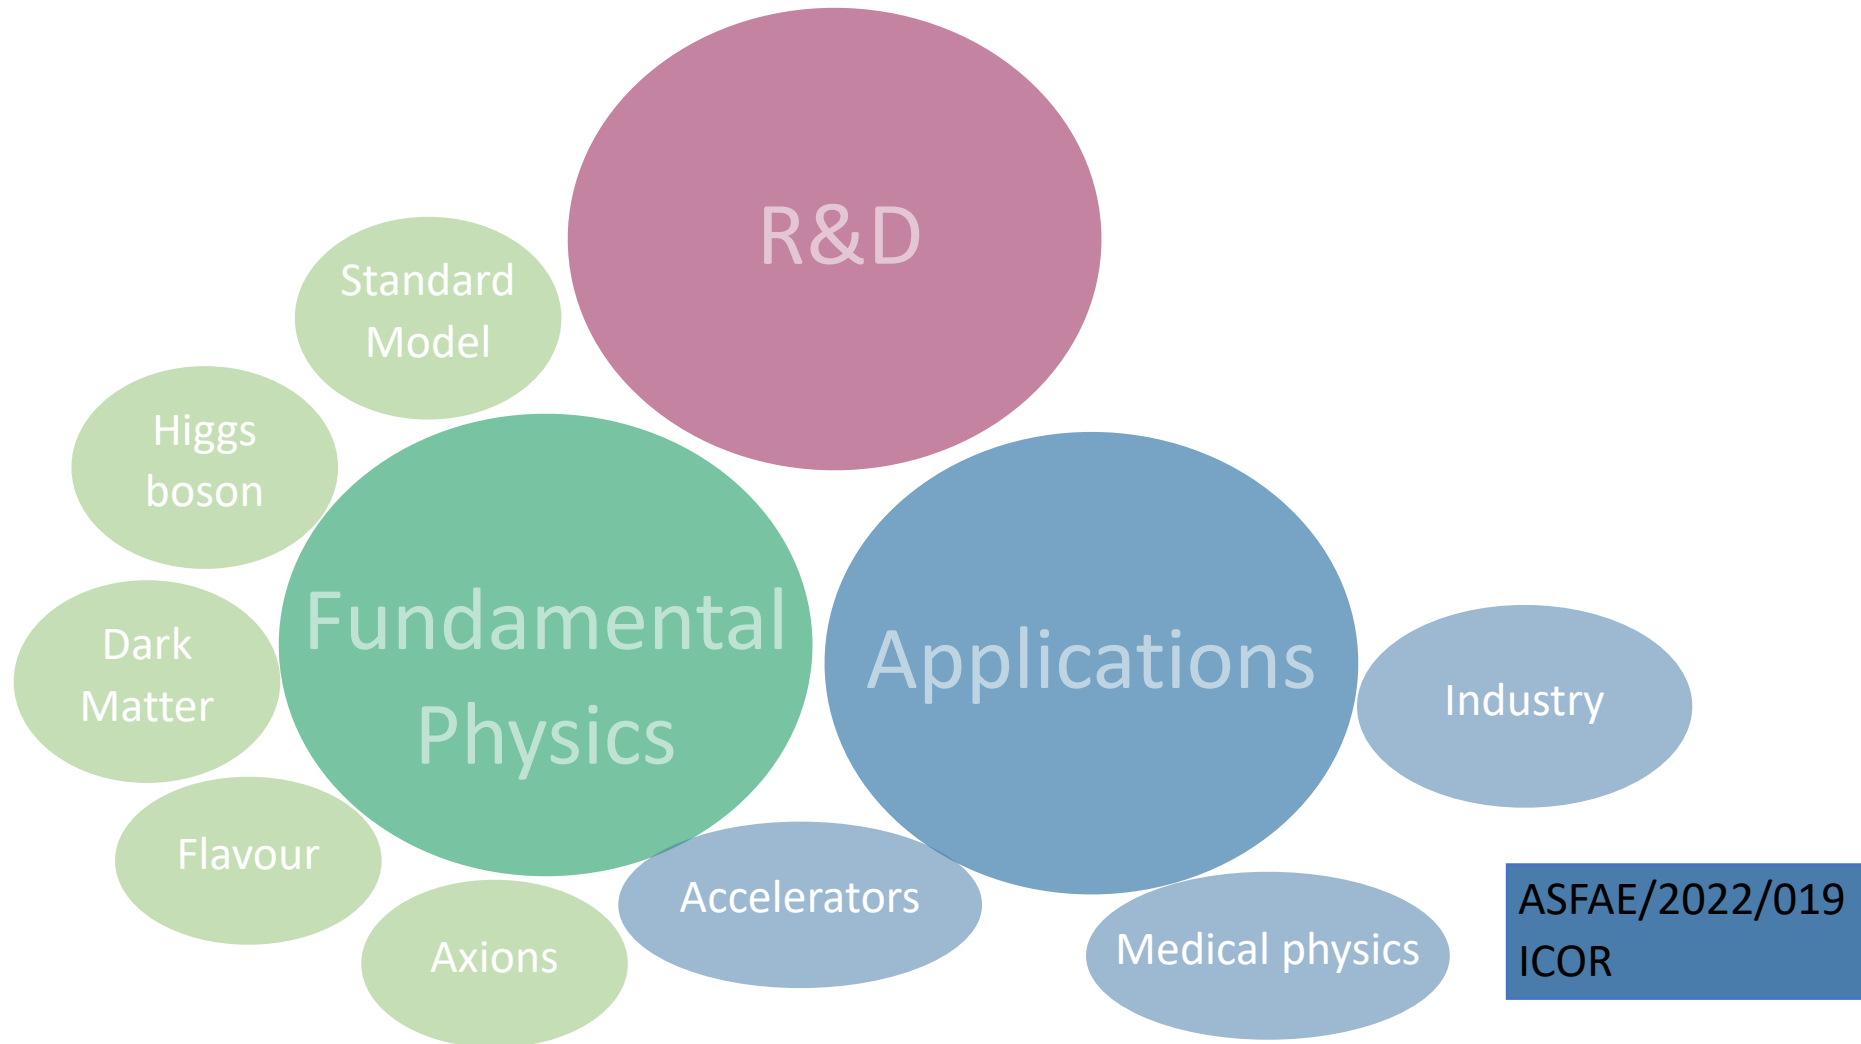 R&D
Standard
Model
Higgs
boson
Dark
Matter
Fundamental
Physics
Applications
Industry
Flavour
Axions
Accelerators
Medical physics
ASFAE/2022/019
ICOR